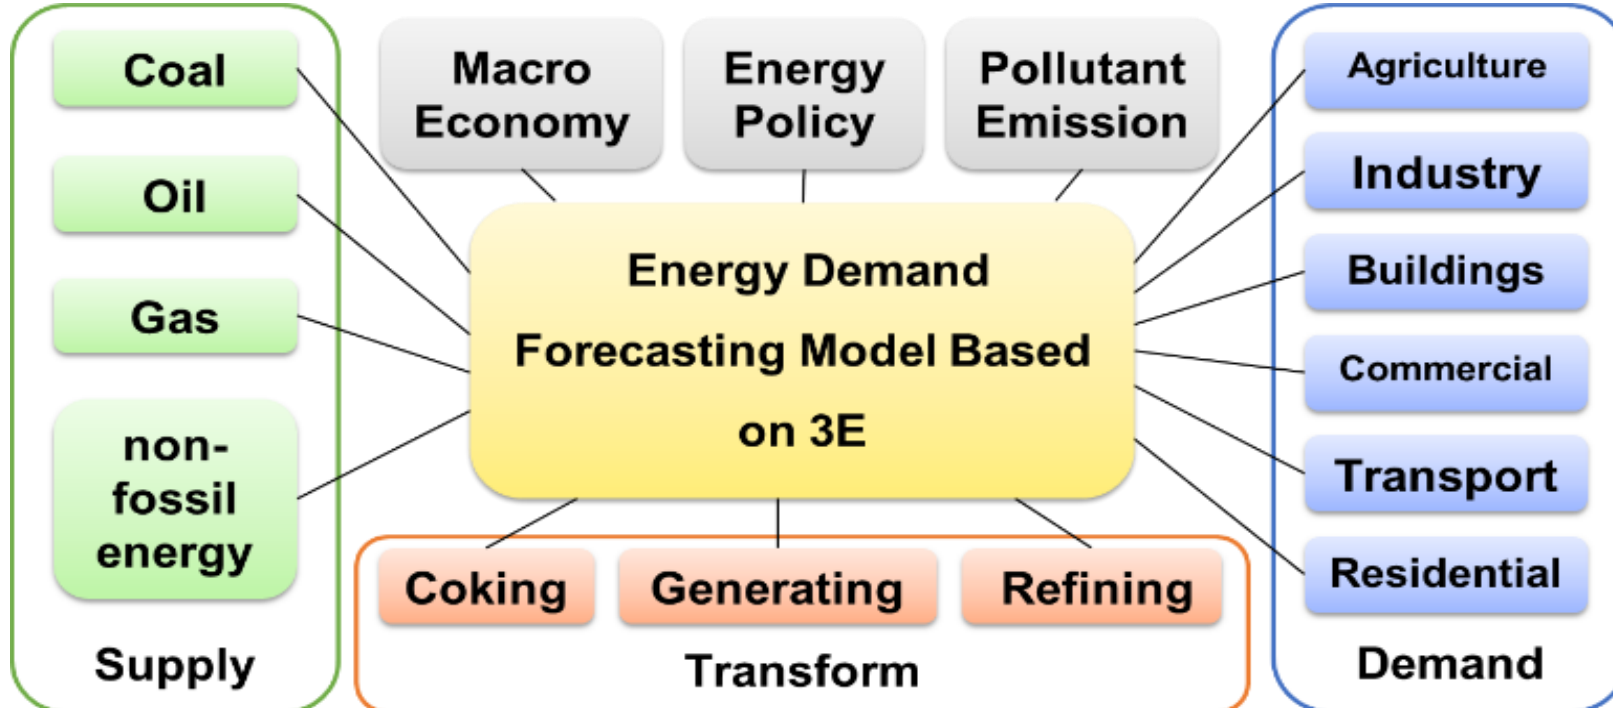 Coal
Oil
Gas
non-
fossil
energy
Supply
Macro
Economy
Energy
Policy
Pollutant
Emission
Energy Demand
Forecasting Model Based
on 3E
Coking
Generating
Refining
Transform
Agriculture
Industry
Buildings
Commercial
Transport
Residential
Demand